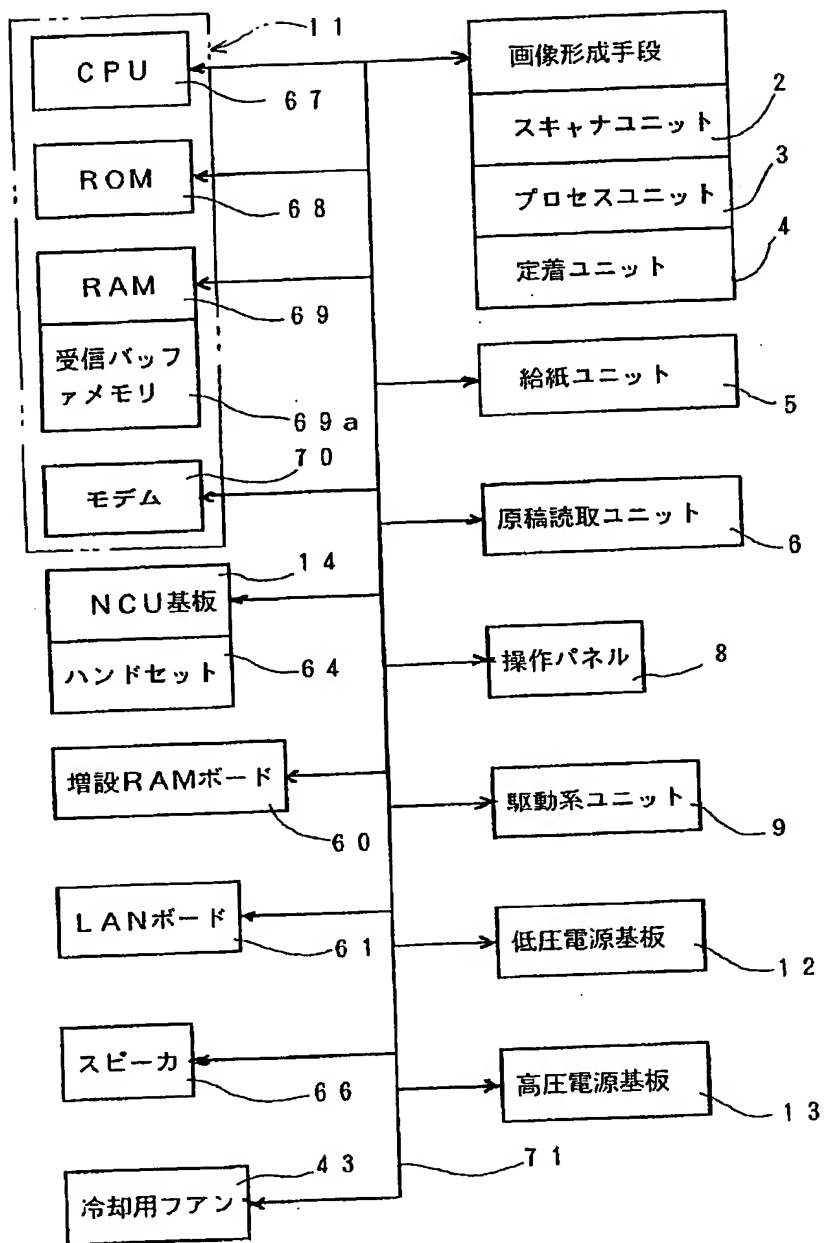 CPU
11
67
ROM
68
RAM
69
受信バッフ
ァメモリ
69a
70
モデム
14
NCU基板
ハンドセット
64
増設RAMボード
60
LANボード
61
スピーカ
66
43
冷却用フアン
画像形成手段
2
スキャナユニット
3
プロセスユニット
4
定着ユニット
給紙ユニット
5
原稿読取ユニット
6
操作パネル
8
駆動系ユニット
9
低圧電源基板
12
高圧電源基板
13
71